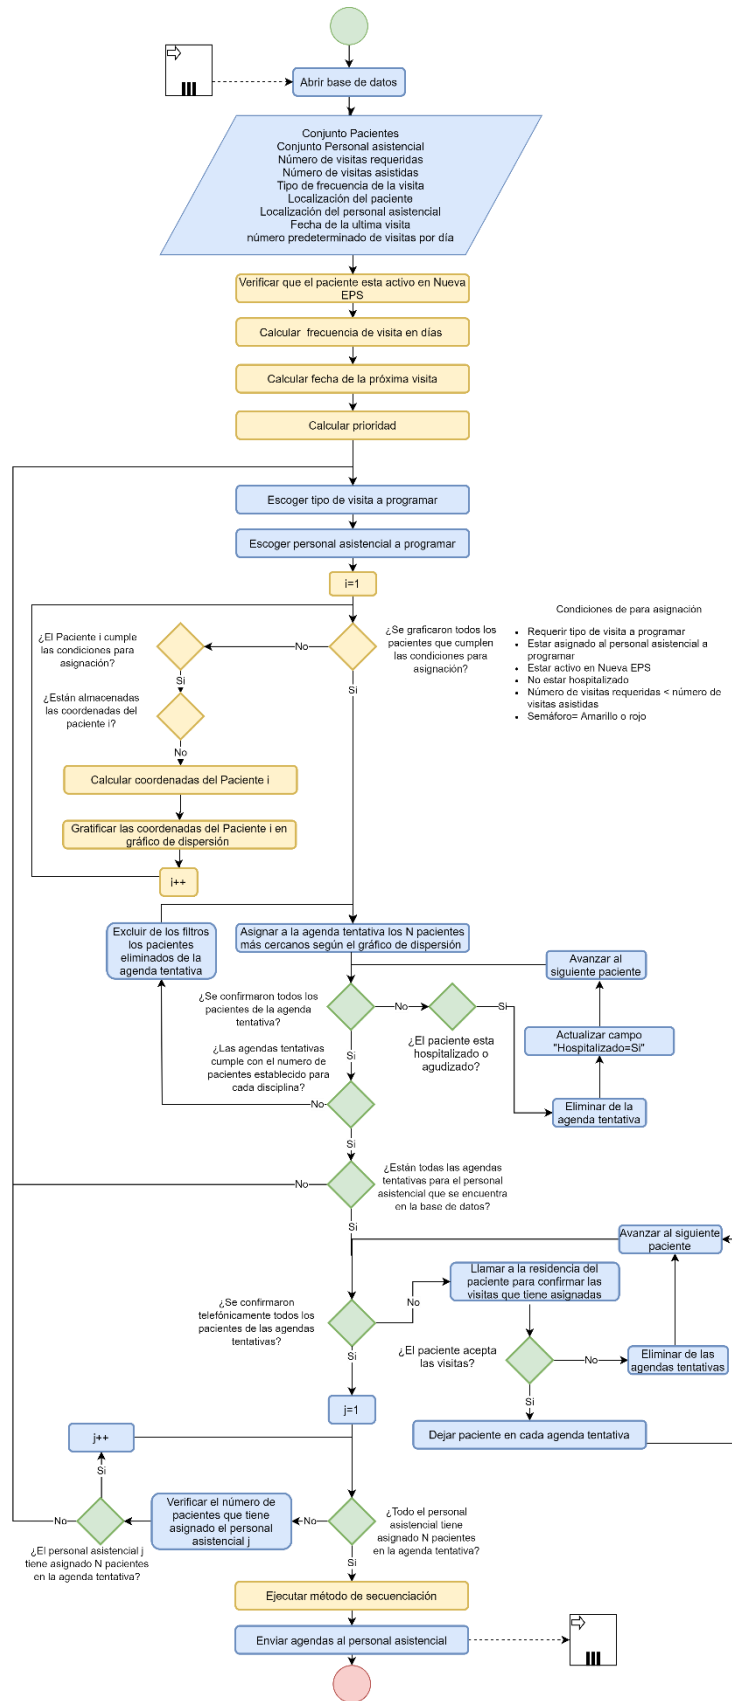 Abrir base de datos
Conjunto Pacientes
Conjunto Personal asistencial
Número de visitas requeridas
Número de visitas asistidas
Tipo de frecuencia de la visita
Localización del paciente
Localización del personal asistencial
Fecha de la ultima visita
número predeterminado de visitas por día
Verificar que el paciente esta activo en Nueva
EPS
Calcular frecuencia de visita en días
Calcular fecha de la próxima visita
Calcular prioridad
Escoger tipo de visita a programar
Escoger personal asistencial a programar
i=1
¿El Paciente i cumple
las condiciones para
asignación?
No
¿Se graficaron todos los
pacientes que cumplen
las condiciones para
asignación?
Condiciones de para asignación
• Requerir tipo de visita a programar
• Estar asignado al personal asistencial a
programar
• Estar activo en Nueva EPS
• No estar hospitalizado
• Número de visitas requeridas < número de
visitas asistidas
• Semáforo= Amarillo o rojo
Si
Si
¿Están almacenadas
las coordenadas del
paciente i?
No
Calcular coordenadas del Paciente i
Gratificar las coordenadas del Paciente i en
gráfico de dispersión
i++
Excluir de los filtros
los pacientes
eliminados de la
agenda tentativa
Asignar a la agenda tentativa los N pacientes
más cercanos según el gráfico de dispersión
Avanzar al
siguiente paciente
¿Se confirmaron todos los
pacientes de la agenda
tentativa?
No
Si
¿El paciente esta
hospitalizado o
agudizado?
Actualizar campo
"Hospitalizado=Si"
Si
¿Las agendas tentativas
cumple con el numero de
pacientes establecido para
cada disciplina?
No
Eliminar de la
agenda tentativa
Si
¿Están todas las agendas
tentativas para el personal
asistencial que se encuentra
en la base de datos?
No
Si
Avanzar al siguiente
paciente
Llamar a la residencia del
paciente para confirmar las
visitas que tiene asignadas
¿Se confirmaron
telefónicamente todos los
pacientes de las agendas
tentativas?
No
Si
¿El paciente acepta
las visitas?
No
Eliminar de las
agendas tentativas
Si
j=1
Dejar paciente en cada agenda tentativa
j++
Si
No
Verificar el número de
pacientes que tiene
asignado el personal
asistencial j
No
¿Todo el personal
asistencial tiene
asignado N pacientes
en la agenda tentativa?
¿El personal asistencial j
tiene asignado N pacientes
en la agenda tentativa?
Si
Ejecutar método de secuenciación
Enviar agendas al personal asistencial